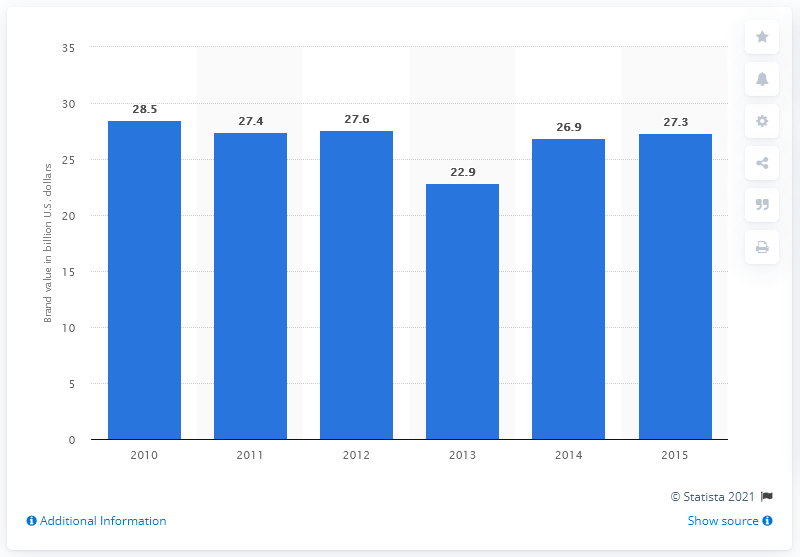 35
30
25
20
15
10
5
0
Brand value in billion U.S. dollars
28.5
27.4
27.6
22.9
26.9
27.3
2010 2011 2012 2013 2014 2015
© Statista 2021
Additional Information
Show source